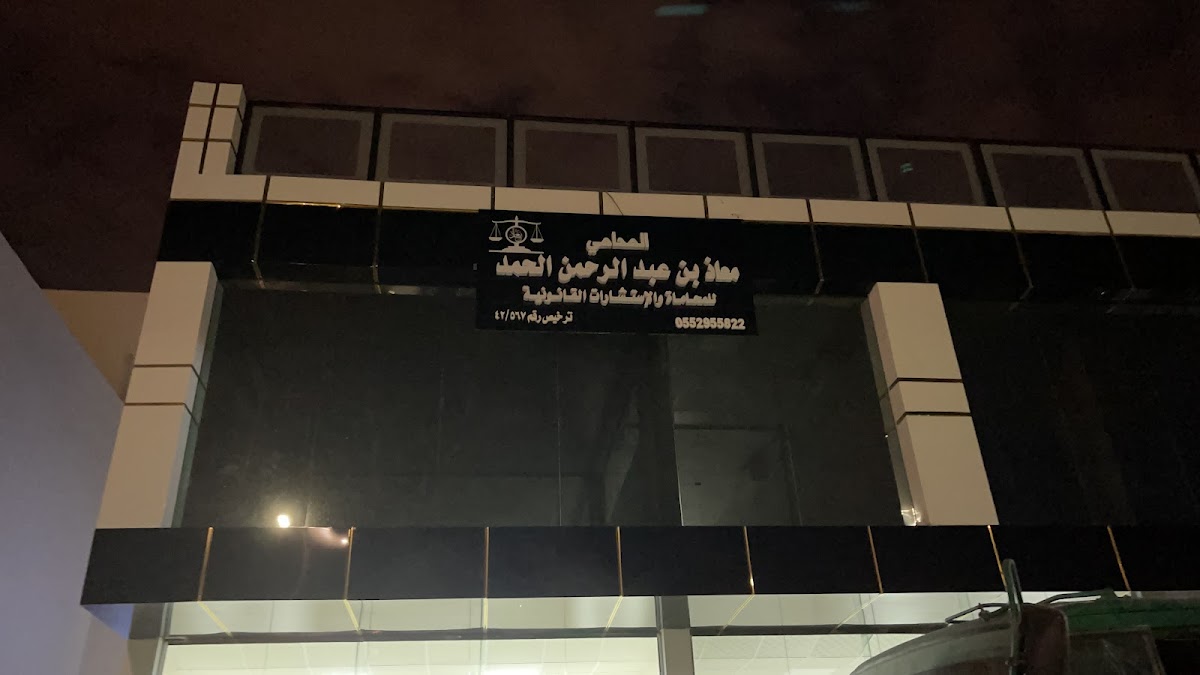 المحامي
معاذ بن عبد الرحمن الحمد
للمحاماة والإستشارات القانونية
ترخيص رقم ٤٢/٥٦٧
0552955822